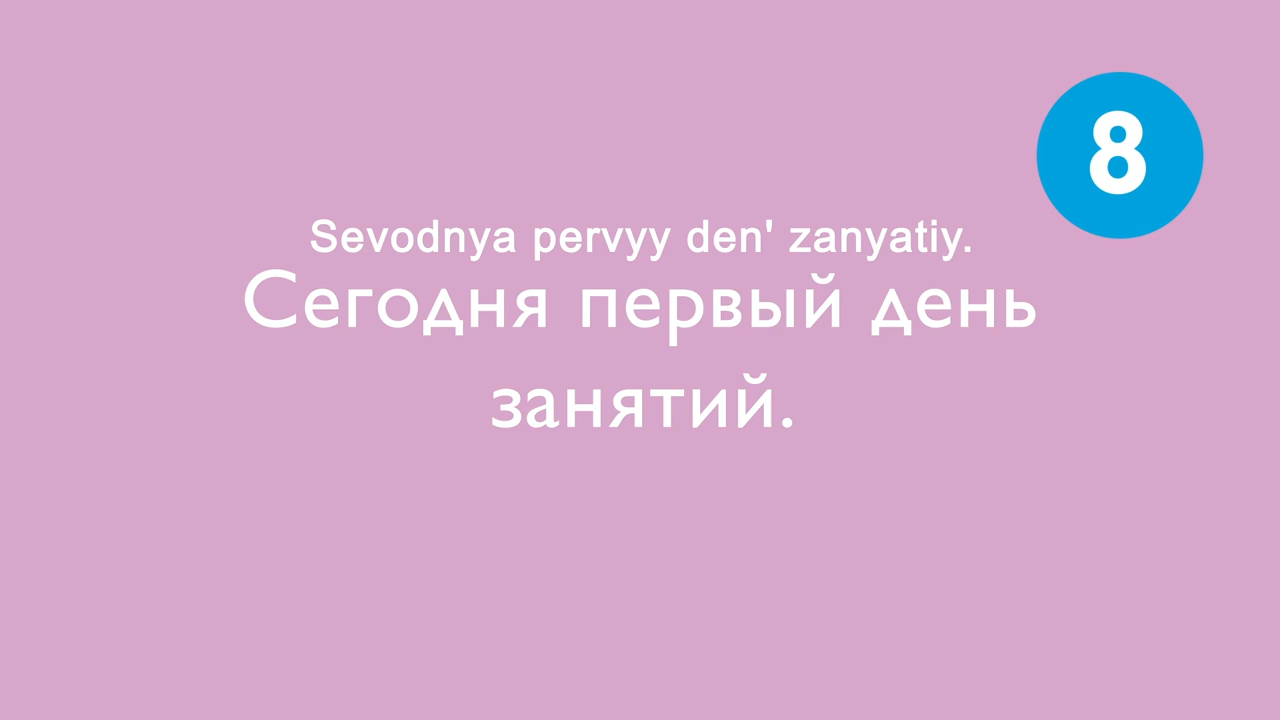 8
Sevodnya pervyy den' zanyatiy.
Сегодня первый день
занятий.